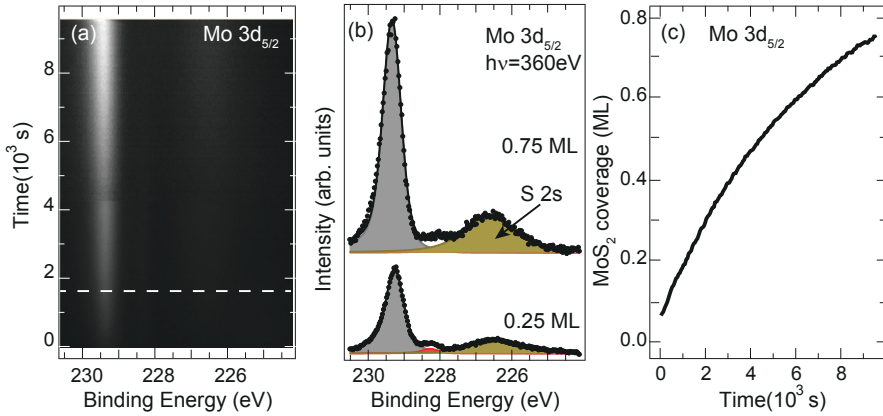 (a) Mo 3d5/2
Time(10³ s)
8
6
4
2
0
230 228 226
Binding Energy (eV)
(b) Mo 3d5/2
hν=360eV
0.75 ML
S 2s
0.25 ML
Intensity (arb. units)
230 228 226
Binding Energy (eV)
(c) Mo 3d5/2
MoS₂ coverage (ML)
0.8
0.6
0.4
0.2
0.0
0 2 4 6 8
Time(10³ s)